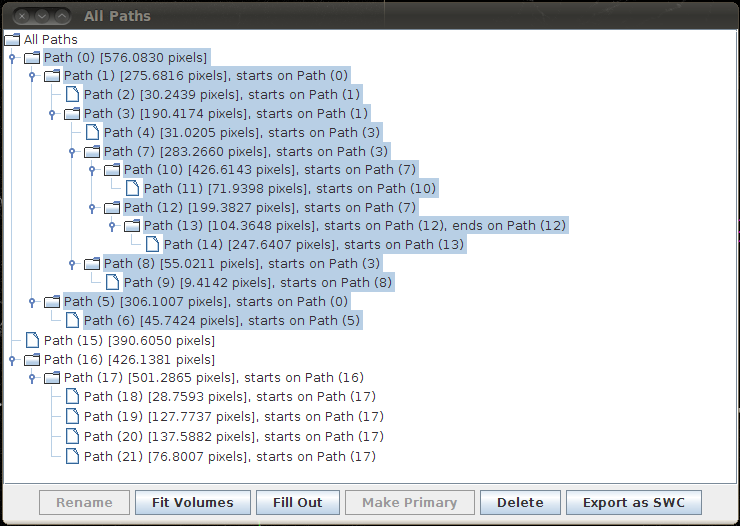 All Paths
All Paths
Path (0) [576.0830 pixels]
Path (1) [275.6816 pixels], starts on Path (0)
Path (2) [30.2439 pixels], starts on Path (1)
Path (3) [190.4174 pixels], starts on Path (1)
Path (4) [31.0205 pixels], starts on Path (3)
Path (7) [283.2660 pixels], starts on Path (3)
Path (10) [426.6143 pixels], starts on Path (7)
Path (11) [71.9398 pixels], starts on Path (10)
Path (12) [199.3827 pixels], starts on Path (7)
Path (13) [104.3648 pixels], starts on Path (12), ends on Path (12)
Path (14) [247.6407 pixels], starts on Path (13)
Path (8) [55.0211 pixels], starts on Path (3)
Path (9) [9.4142 pixels], starts on Path (8)
Path (5) [306.1007 pixels], starts on Path (0)
Path (6) [45.7424 pixels], starts on Path (5)
Path (15) [390.6050 pixels]
Path (16) [426.1381 pixels]
Path (17) [501.2865 pixels], starts on Path (16)
Path (18) [28.7593 pixels], starts on Path (17)
Path (19) [127.7737 pixels], starts on Path (17)
Path (20) [137.5882 pixels], starts on Path (17)
Path (21) [76.8007 pixels], starts on Path (17)
Rename Fit Volumes Fill Out Make Primary Delete Export as SWC